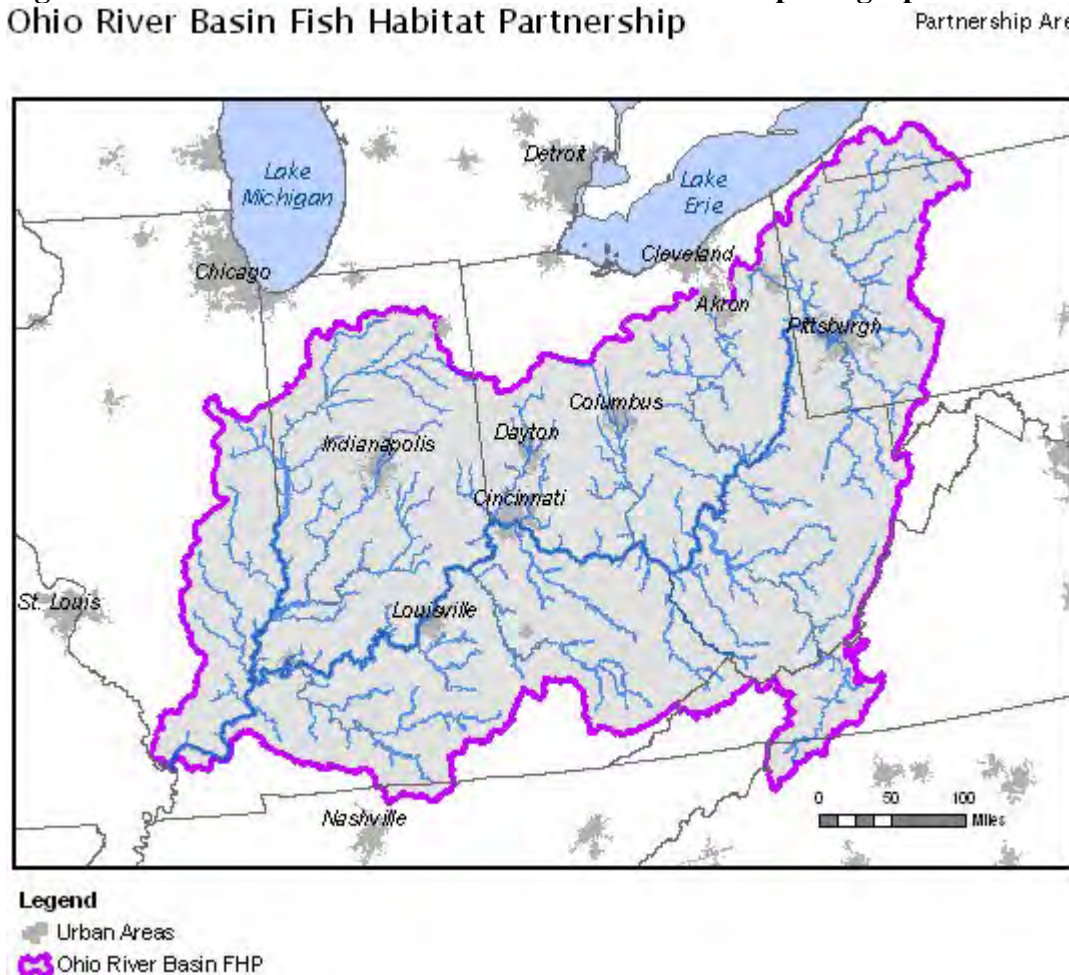 Ohio River Basin Fish Habitat Partnership
Partnership Are
Detroit
Lake
Michigan
Lake
Erie
Cleveland
Chicago
Akron
Pittsburgh
Columbus
Dayton
Indianapolis
Cincinnati
St. Louis
Louisville
0 50 100
Miles
Nashville
Legend
Urban Areas
Ohio River Basin FHP